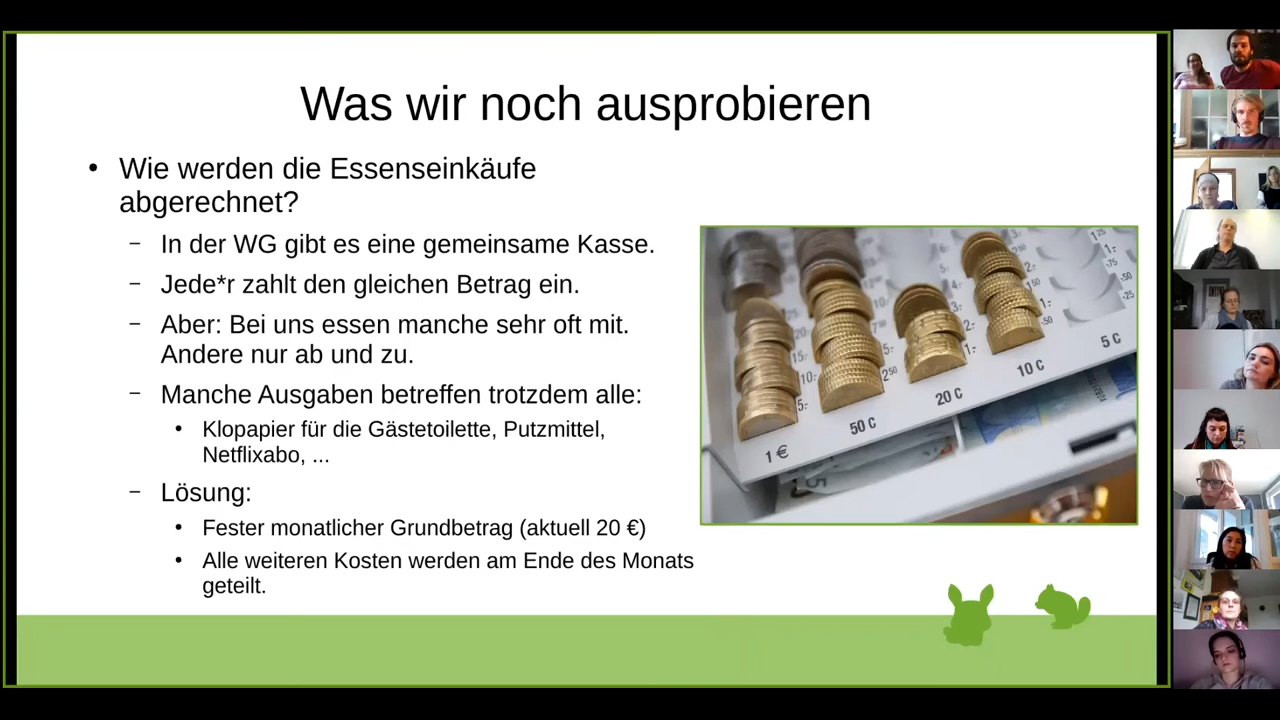 Was wir noch ausprobieren
• Wie werden die Essenseinkäufe
abgerechnet?
– In der WG gibt es eine gemeinsame Kasse.
– Jede*r zahlt den gleichen Betrag ein.
– Aber: Bei uns essen manche sehr oft mit.
Andere nur ab und zu.
– Manche Ausgaben betreffen trotzdem alle:
• Klopapier für die Gästetoilette, Putzmittel,
Netflixabo, ...
– Lösung:
• Fester monatlicher Grundbetrag (aktuell 20 €)
• Alle weiteren Kosten werden am Ende des Monats
geteilt.
1 €
50 C
20 C
10 C
5 C